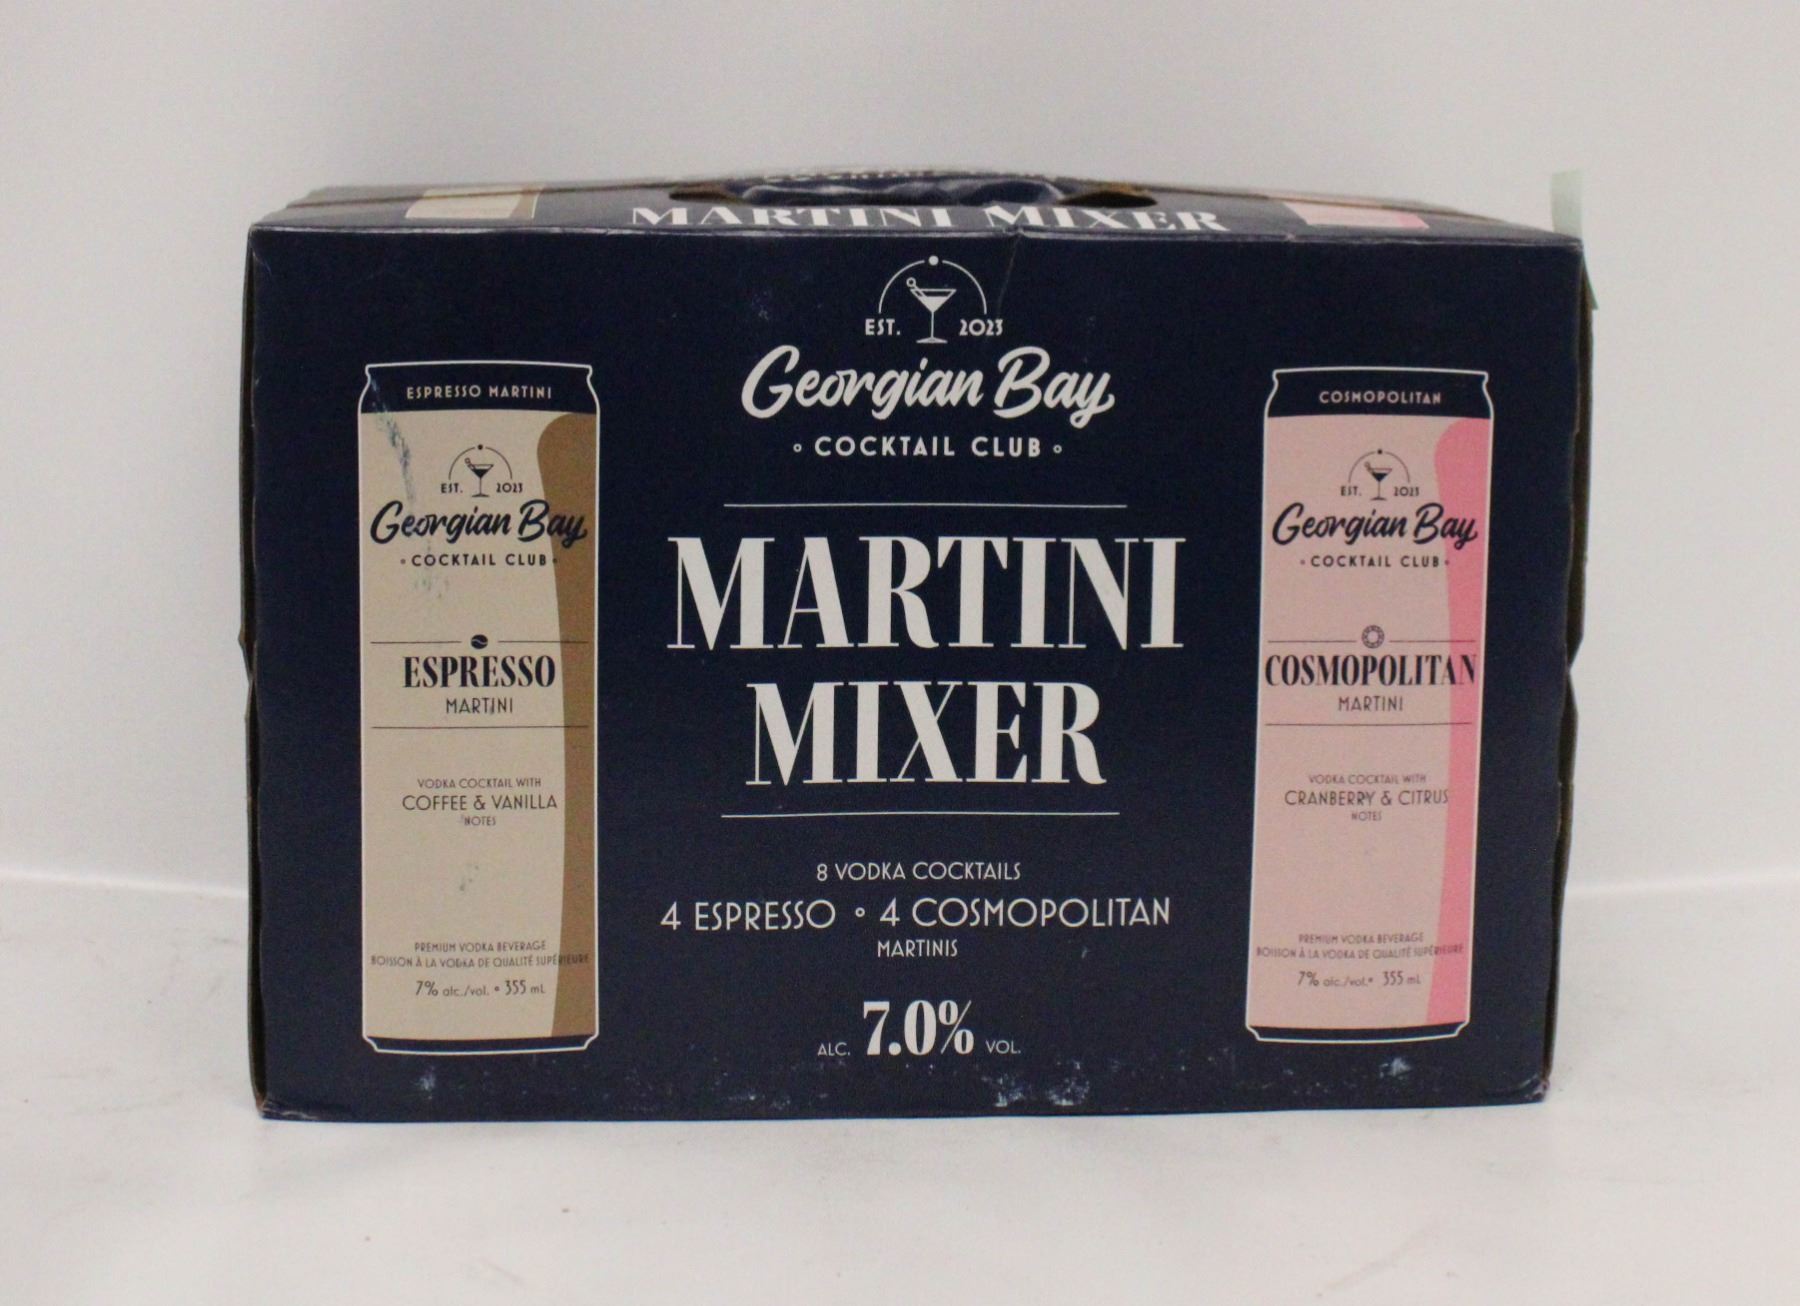 MARTINI MIXER
EST. 2023
Georgian Bay
COCKTAIL CLUB
MARTINI
MIXER
8 VODKA COCKTAILS
4 ESPRESSO ° 4 COSMOPOLITAN
MARTINIS
ALC. 7.0% VOL.
ESPRESSO MARTINI
EST. 2023
Georgian Bay
COCKTAIL CLUB
ESPRESSO
MARTINI
VODKA COCKTAIL WITH
COFFEE & VANILLA
NOTES
PREMIUM VODKA BEVERAGE
BOISSON À LA VODKA DE QUALITÉ SUPÉRIEURE
7% alc./vol. ° 355 mL
COSMOPOLITAN
EST. 2023
Georgian Bay
COCKTAIL CLUB
COSMOPOLITAN
MARTINI
VODKA COCKTAIL WITH
CRANBERRY & CITRUS
NOTES
PREMIUM VODKA BEVERAGE
BOISSON À LA VODKA DE QUALITÉ SUPÉRIEURE
7% alc./vol. ° 355 mL